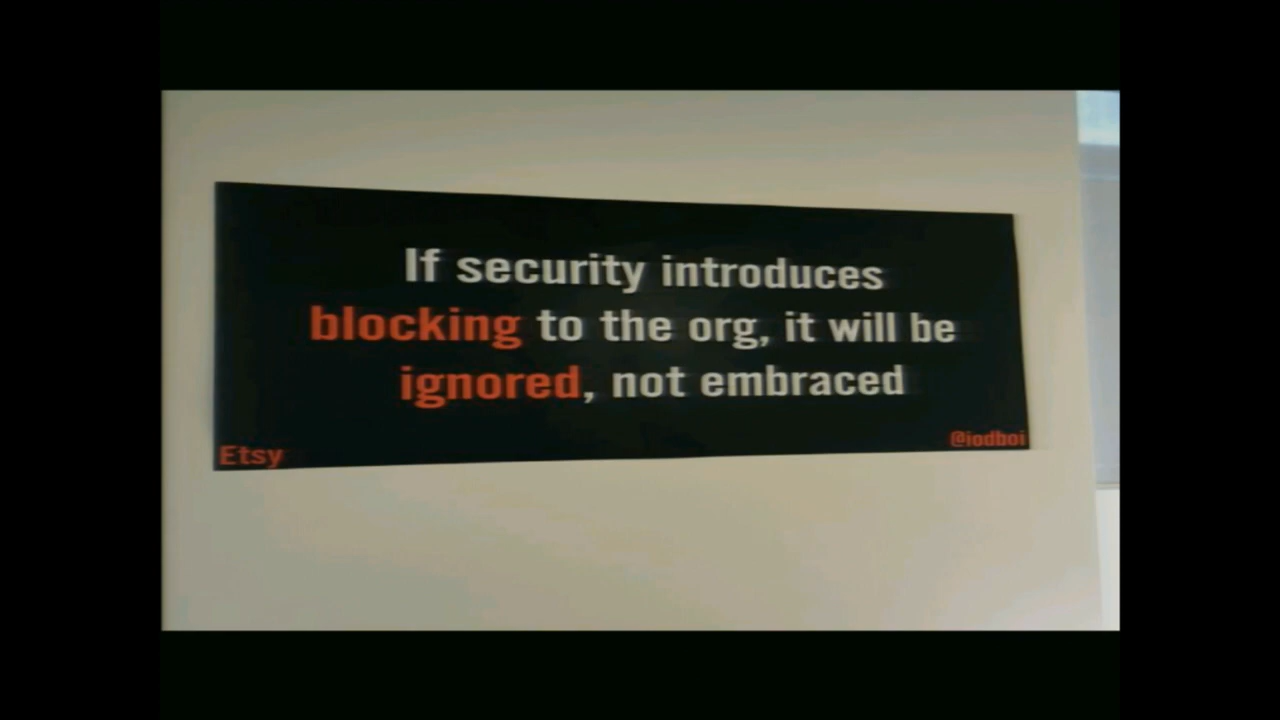 If security introduces
blocking to the org, it will be
ignored, not embraced
Etsy
@iodboi